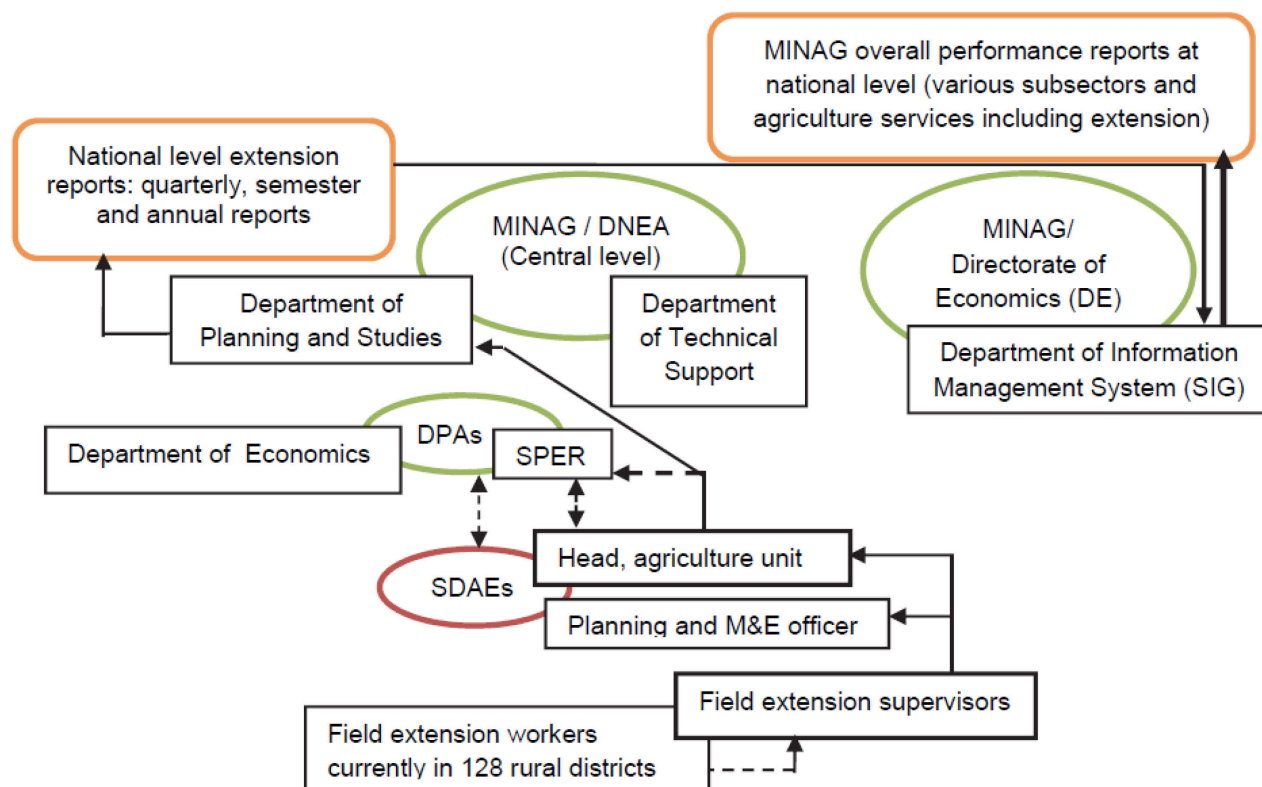 MINAG overall performance reports at
national level (various subsectors and
agriculture services including extension)
National level extension
reports: quarterly, semester
and annual reports
MINAG / DNEA
(Central level)
MINAG/
Directorate of
Economics (DE)
Department of
Planning and Studies
Department
of Technical
Support
Department of Information
Management System (SIG)
DPAs
Department of Economics
SPER
Head, agriculture unit
SDAEs
Planning and M&E officer
Field extension supervisors
Field extension workers
currently in 128 rural districts